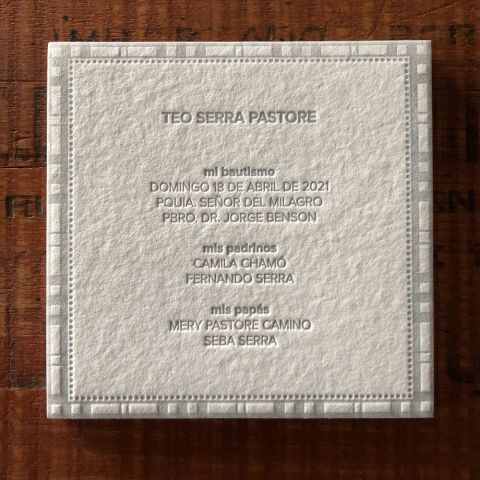 TEO SERRA PASTORE
mi bautismo
DOMINGO 18 DE ABRIL DE 2021
PQUIA. SEÑOR DEL MILAGRO
PBRO. DR. JORGE BENSON
mis padrinos
CAMILA CHAMÓ
FERNANDO SERRA
mis papás
MERY PASTORE CAMINO
SEBA SERRA